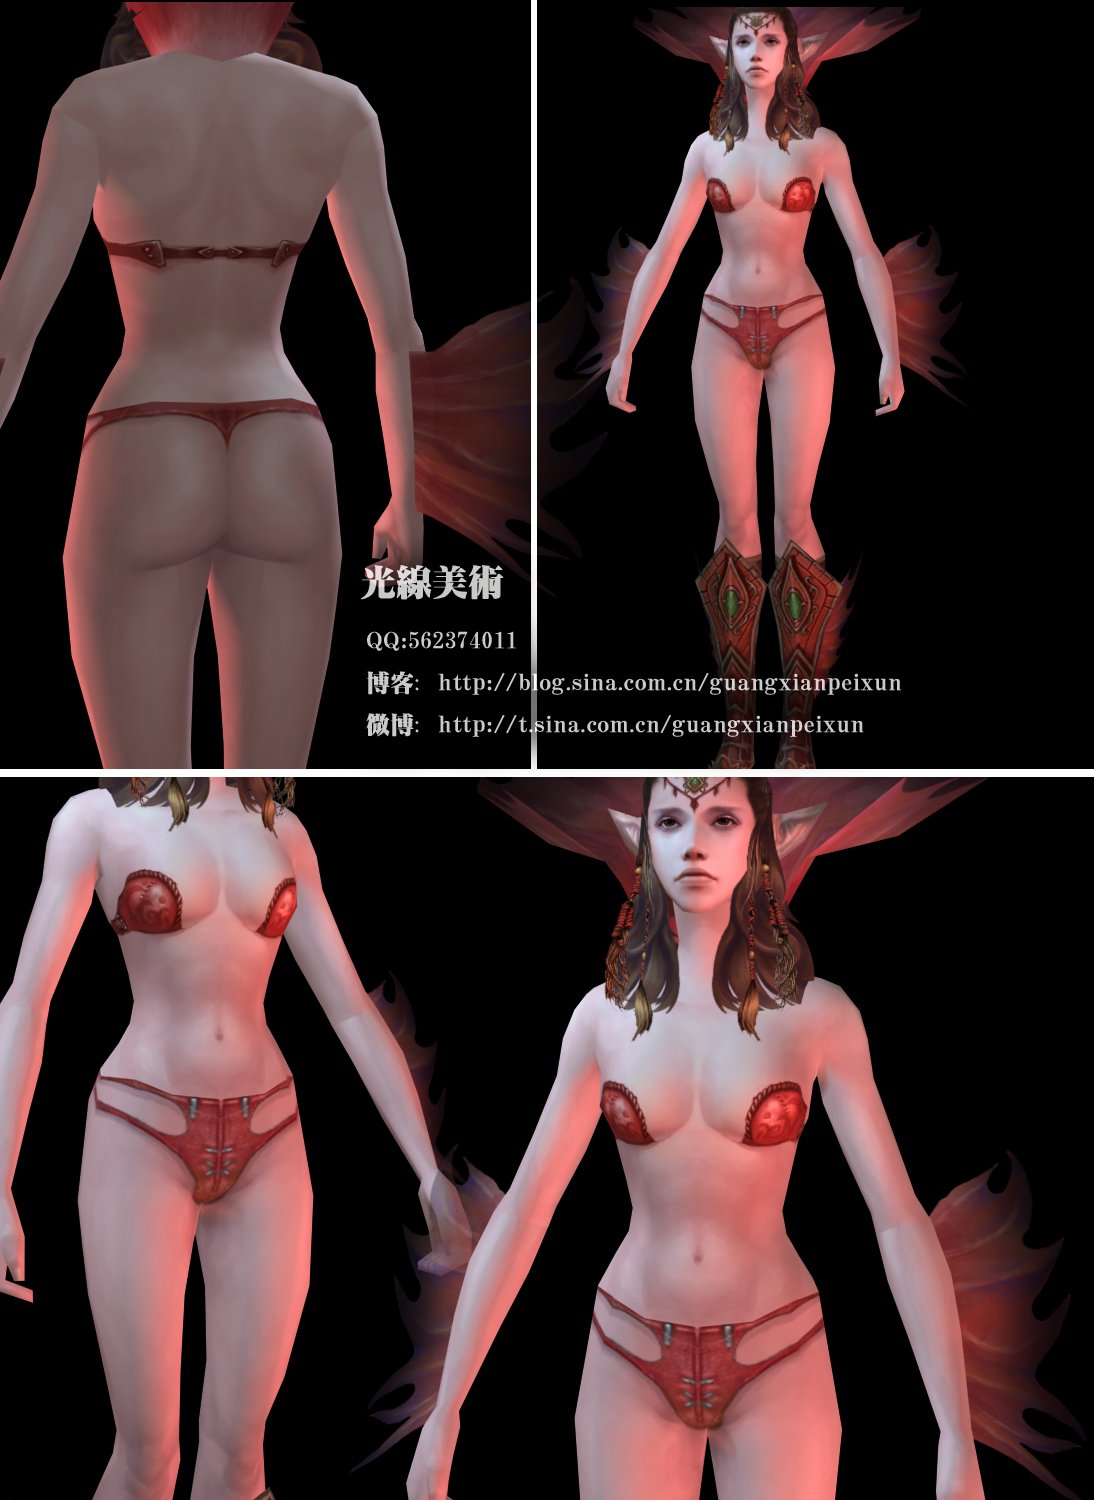 光線美術
QQ:562374011
博客: http://blog.sina.com.cn/guangxianpeixun
微博: http://t.sina.com.cn/guangxianpeixun